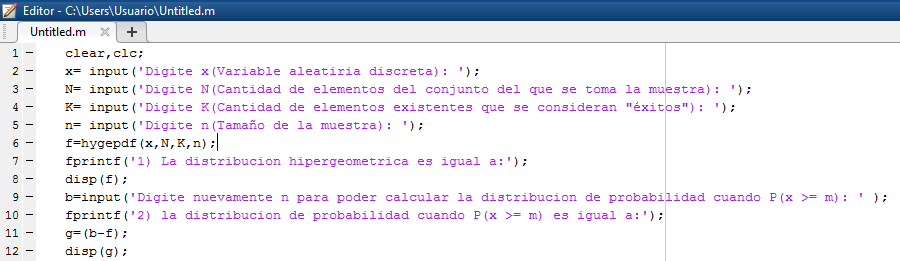 Editor - C:\Users\Usuario\Untitled.m
Untitled.m
1 - clear,clc;
2 - x= input('Digite x(Variable aleatiria discreta): ');
3 - N= input('Digite N(Cantidad de elementos del conjunto del que se toma la muestra): ');
4 - K= input('Digite K(Cantidad de elementos existentes que se consideran "éxitos"): ');
5 - n= input('Digite n(Tamaño de la muestra): ');
6 - f=hygepdf(x,N,K,n);
7 - fprintf('1) La distribucion hipergeometrica es igual a:');
8 - disp(f);
9 - b=input('Digite nuevamente n para poder calcular la distribucion de probabilidad cuando P(x >= m): ' );
10 - fprintf('2) la distribucion de probabilidad cuando P(x >= m) es igual a:');
11 - g=(b-f);
12 - disp(g);